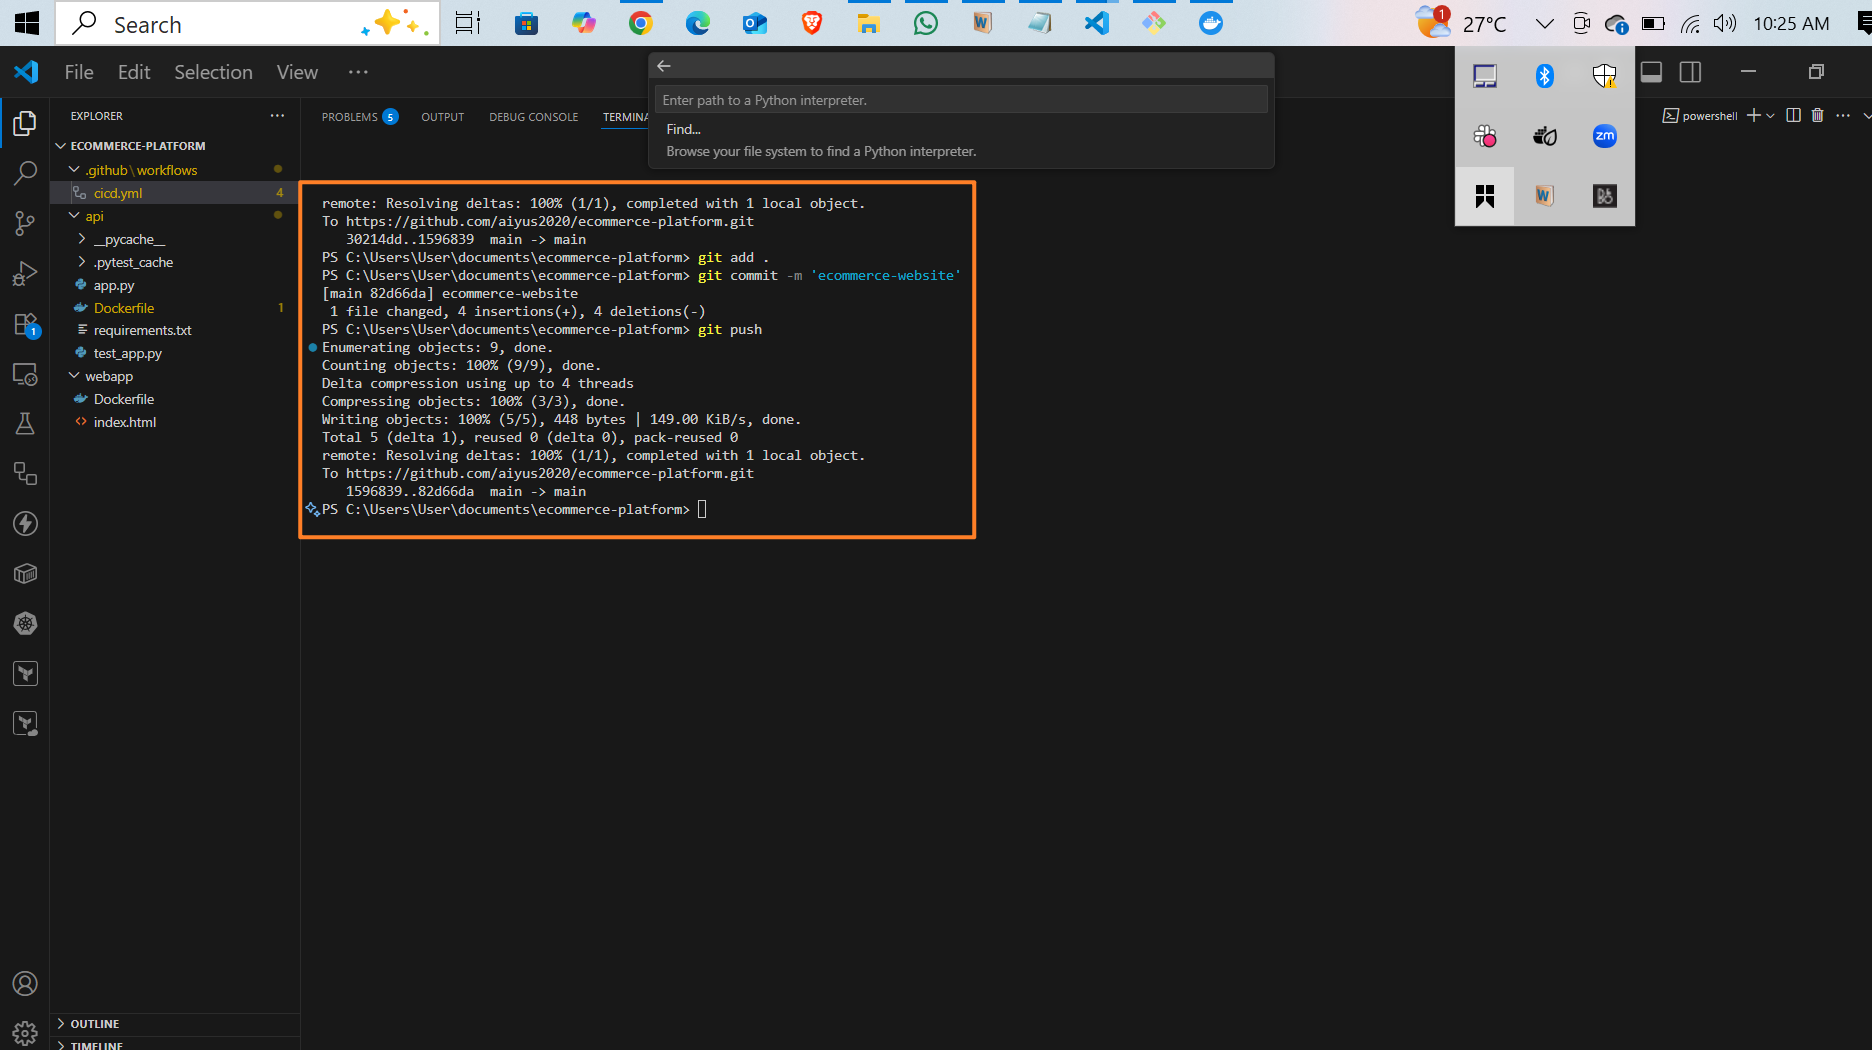 Search
1
27°C
10:25 AM
File Edit Selection View ···
Enter path to a Python interpreter.
Find...
Browse your file system to find a Python interpreter.
zm
W
EXPLORER
PROBLEMS 5 OUTPUT DEBUG CONSOLE TERMINA
powershell
ECOMMERCE-PLATFORM
.github\workflows
cicd.yml 4
api
__pycache__
.pytest_cache
app.py
Dockerfile 1
requirements.txt
test_app.py
webapp
Dockerfile
index.html
1
remote: Resolving deltas: 100% (1/1), completed with 1 local object.
To https://github.com/aiyus2020/ecommerce-platform.git
30214dd..1596839 main -> main
PS C:\Users\User\documents\ecommerce-platform> git add .
PS C:\Users\User\documents\ecommerce-platform> git commit -m 'ecommerce-website'
[main 82d66da] ecommerce-website
1 file changed, 4 insertions(+), 4 deletions(-)
PS C:\Users\User\documents\ecommerce-platform> git push
Enumerating objects: 9, done.
Counting objects: 100% (9/9), done.
Delta compression using up to 4 threads
Compressing objects: 100% (3/3), done.
Writing objects: 100% (5/5), 448 bytes | 149.00 KiB/s, done.
Total 5 (delta 1), reused 0 (delta 0), pack-reused 0
remote: Resolving deltas: 100% (1/1), completed with 1 local object.
To https://github.com/aiyus2020/ecommerce-platform.git
1596839..82d66da main -> main
PS C:\Users\User\documents\ecommerce-platform>
OUTLINE
TIMELINE